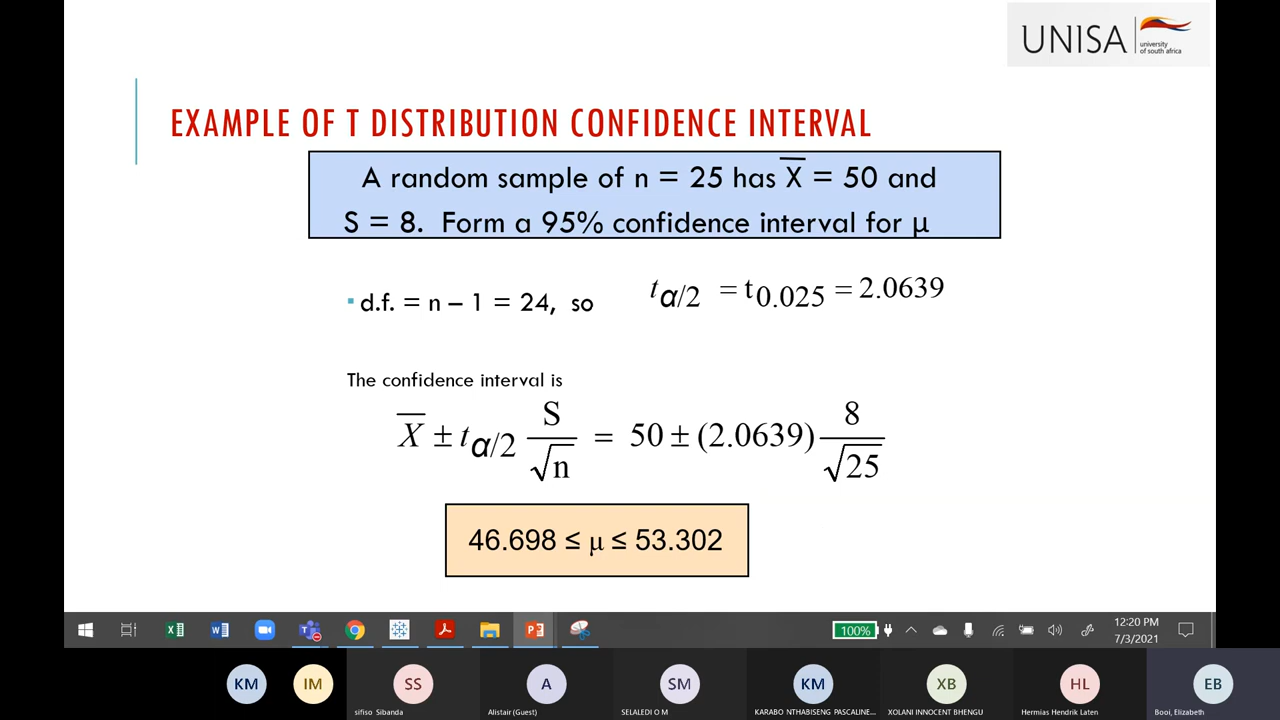 UNISA
university
of south africa
EXAMPLE OF T DISTRIBUTION CONFIDENCE INTERVAL
A random sample of n = 25 has X̅ = 50 and
S = 8. Form a 95% confidence interval for μ
▪ d.f. = n – 1 = 24, so
t α/2 = t 0.025 = 2.0639
The confidence interval is
X̅ ± t α/2 S/√n = 50 ± (2.0639) 8/√25
46.698 ≤ μ ≤ 53.302
100%
12:20 PM
7/3/2021
KM
IM
SS
A
SM
KM
XB
HL
EB
sifiso Sibanda
Alistair (Guest)
SELALEDI O M
KARABO NTHABISENG PASCALINE...
XOLANI INNOCENT BHENGU
Hermias Hendrik Laten
Booi, Elizabeth